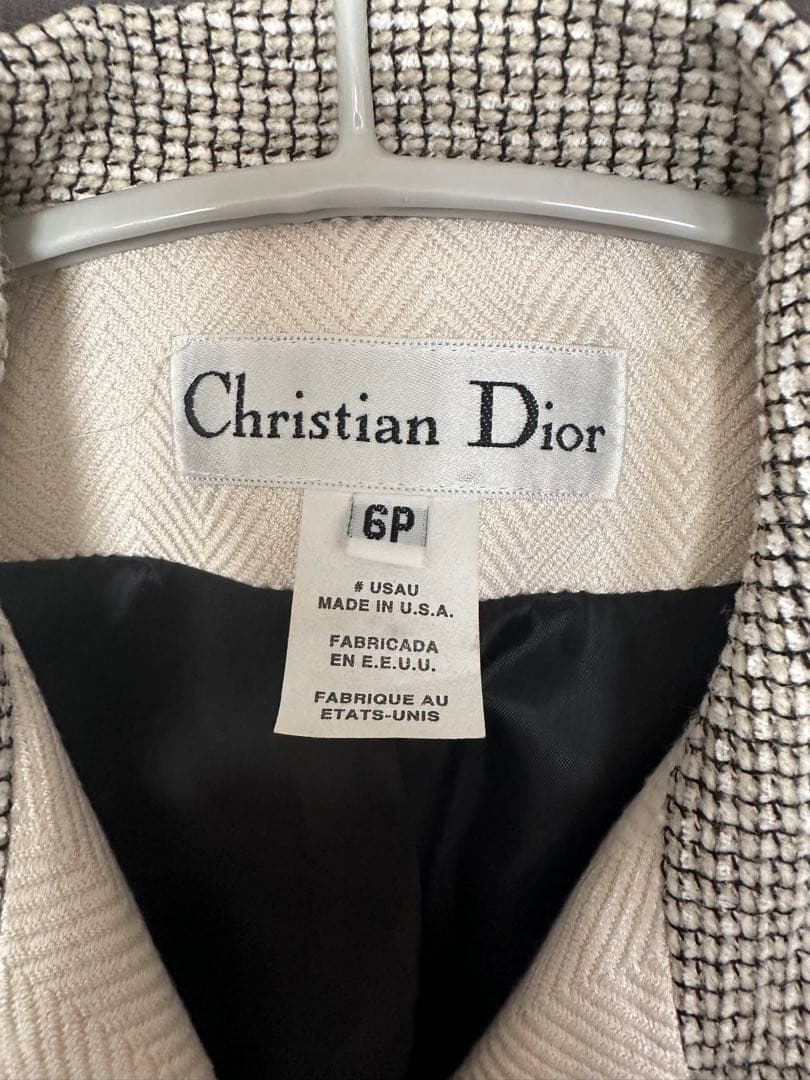 Christian Dior
6P
# USAU
MADE IN U.S.A.
FABRICADA
EN E.E.U.U.
FABRIQUE AU
ETATS-UNIS